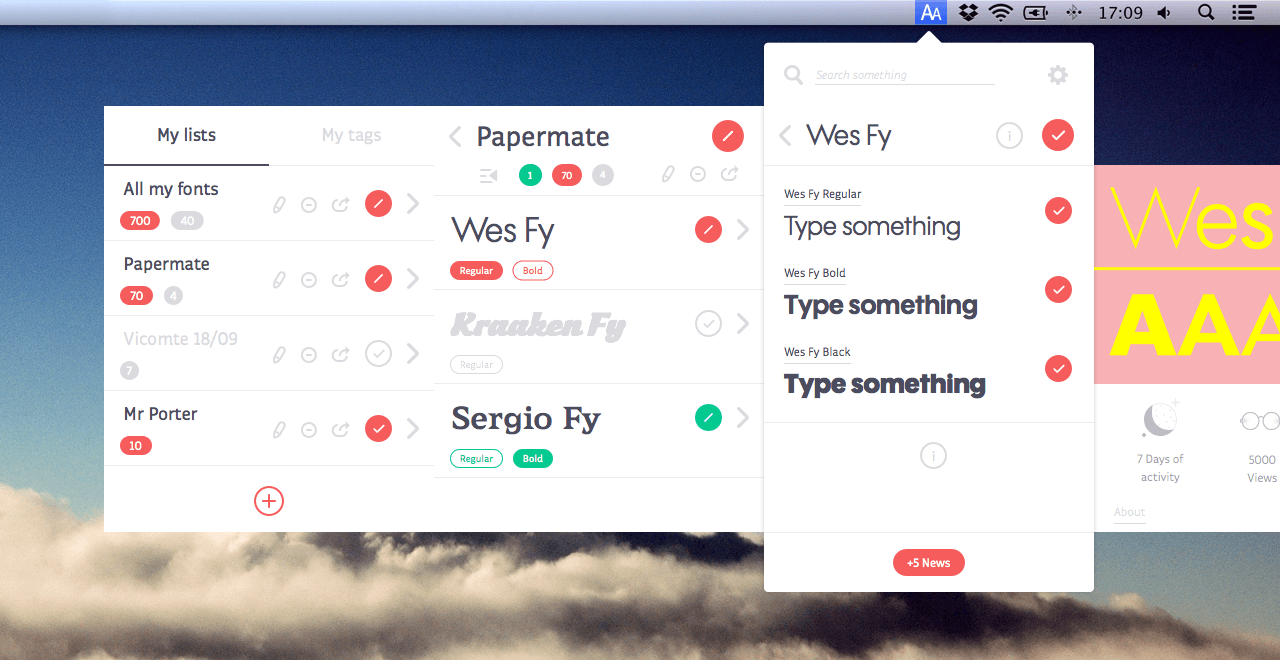 AA
17:09
My lists
My tags
All my fonts
700
40
Papermate
70
4
Vicomte 18/09
7
Mr Porter
10
Papermate
1
70
4
Wes Fy
Regular
Bold
Kraaken Fy
Regular
Sergio Fy
Regular
Bold
Search something
Wes Fy
Wes Fy Regular
Type something
Wes Fy Bold
Type something
Wes Fy Black
Type something
+5 News
Wes
AAA
7 Days of
activity
5000
Views
About